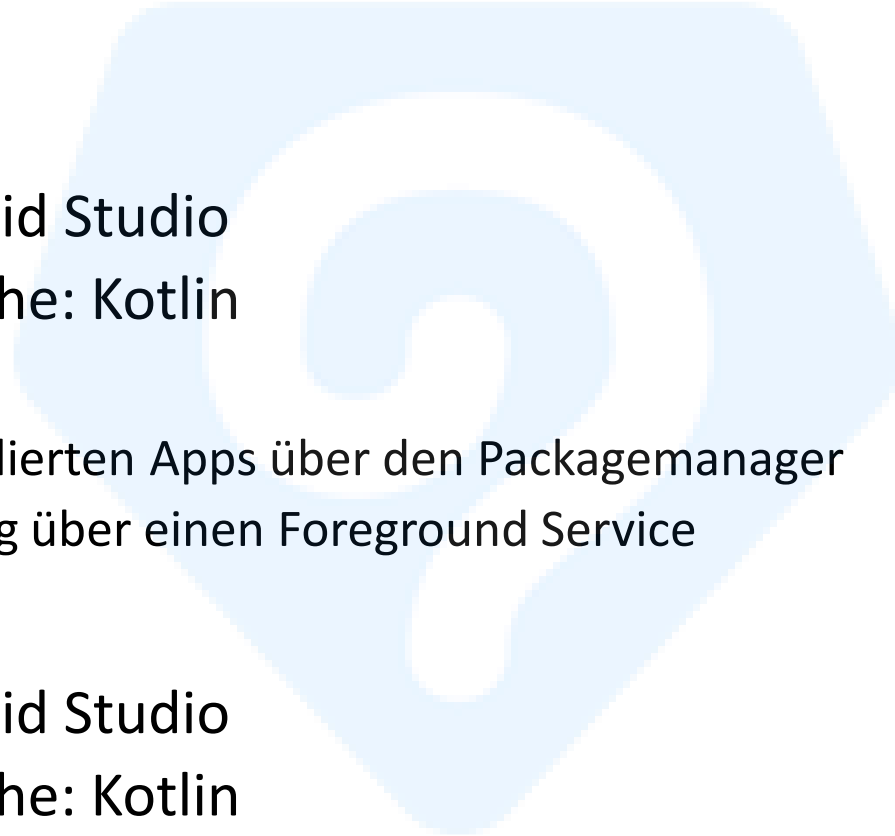 id Studio
he: Kotlin
lierten Apps über den Packagemanager
g über einen Foreground Service
id Studio
he: Kotlin